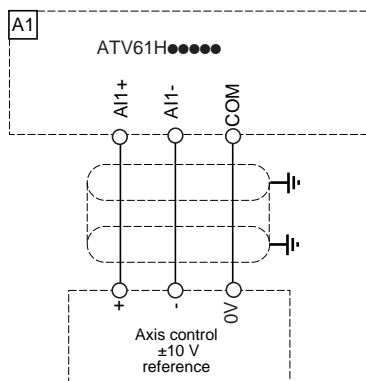 A1
ATV61H●●●●●
AI1+
AI1-
COM
+
-
0V
Axis control
±10 V
reference